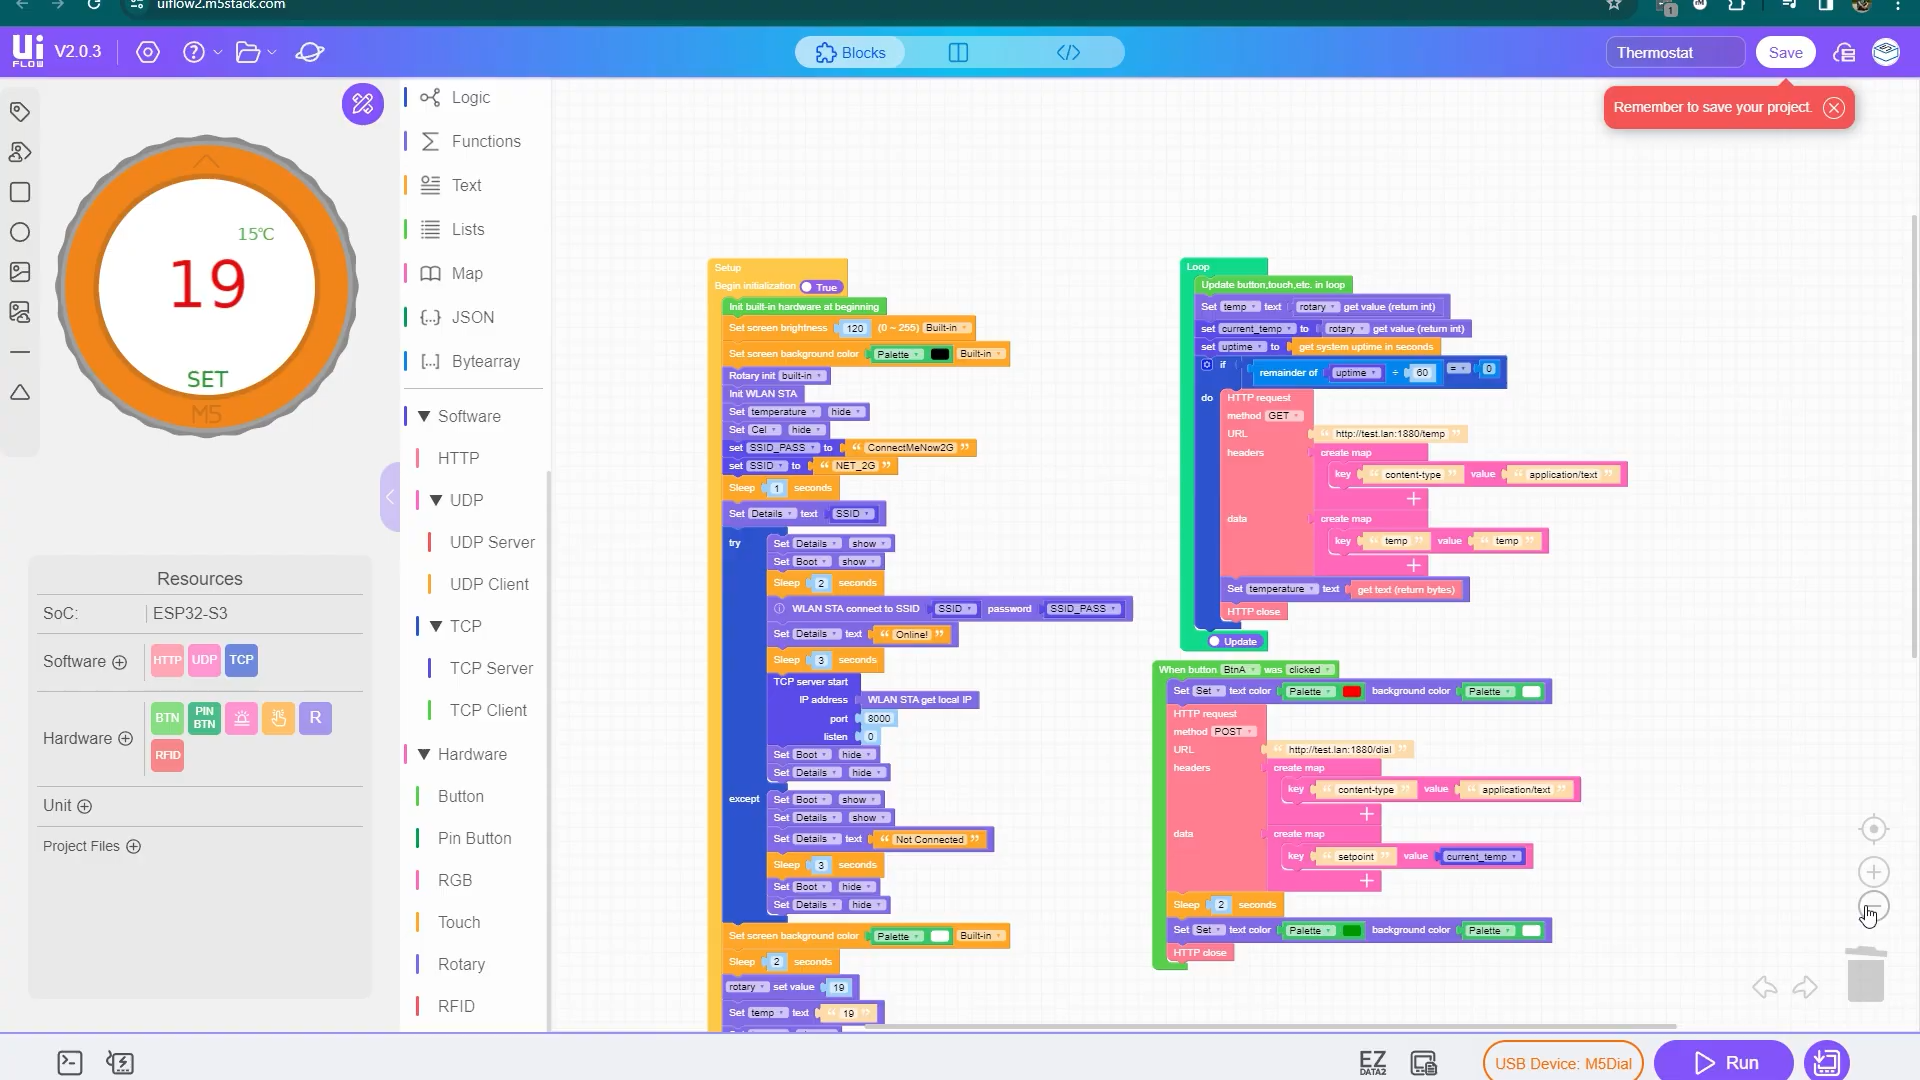 uiflow2.m5stack.com
1
Ui
FLOW
V2.0.3
Blocks
Thermostat
Save
Remember to save your project.
15℃
19
SET
M5
Resources
SoC:
ESP32-S3
Software
HTTP
UDP
TCP
Hardware
BTN
PIN
BTN
R
RFID
Unit
Project Files
Logic
Functions
Text
Lists
Map
JSON
Bytearray
Software
HTTP
UDP
UDP Server
UDP Client
TCP
TCP Server
TCP Client
Hardware
Button
Pin Button
RGB
Touch
Rotary
RFID
Setup
Begin initialization True
Init built-in hardware at beginning
Set screen brightness 120 (0 ~ 255) Built-in
Set screen background color Palette Built-in
Rotary init built-in
Init WLAN STA
Set temperature hide
Set Cel hide
set SSID_PASS to “ ConnectMeNow2G ”
set SSID to “ NET_2G ”
Sleep 1 seconds
Set Details text SSID
try
Set Details show
Set Boot show
Sleep 2 seconds
WLAN STA connect to SSID SSID password SSID_PASS
Set Details text “ Online! ”
Sleep 3 seconds
TCP server start
IP address WLAN STA get local IP
port 8000
listen 0
Set Boot hide
Set Details hide
except
Set Boot show
Set Details show
Set Details text “ Not Connected ”
Sleep 3 seconds
Set Boot hide
Set Details hide
Set screen background color Palette Built-in
Sleep 2 seconds
rotary set value 19
Set temp text “ 19 ”
Loop
Update button,touch,etc. in loop
Set temp text rotary get value (return int)
set current_temp to rotary get value (return int)
set uptime to get system uptime in seconds
if remainder of uptime ÷ 60 = 0
do
HTTP request
method GET
URL “ http://test.lan:1880/temp ”
headers create map
key “ content-type ” value “ application/text ”
+
data create map
key “ temp ” value “ temp ”
+
Set temperature text get text (return bytes)
HTTP close
Update
When button BtnA was clicked
Set Set text color Palette background color Palette
HTTP request
method POST
URL “ http://test.lan:1880/dial ”
headers create map
key “ content-type ” value “ application/text ”
+
data create map
key “ setpoint ” value current_temp
+
Sleep 2 seconds
Set Set text color Palette background color Palette
HTTP close
EZ
DATA2
USB Device: M5Dial
Run